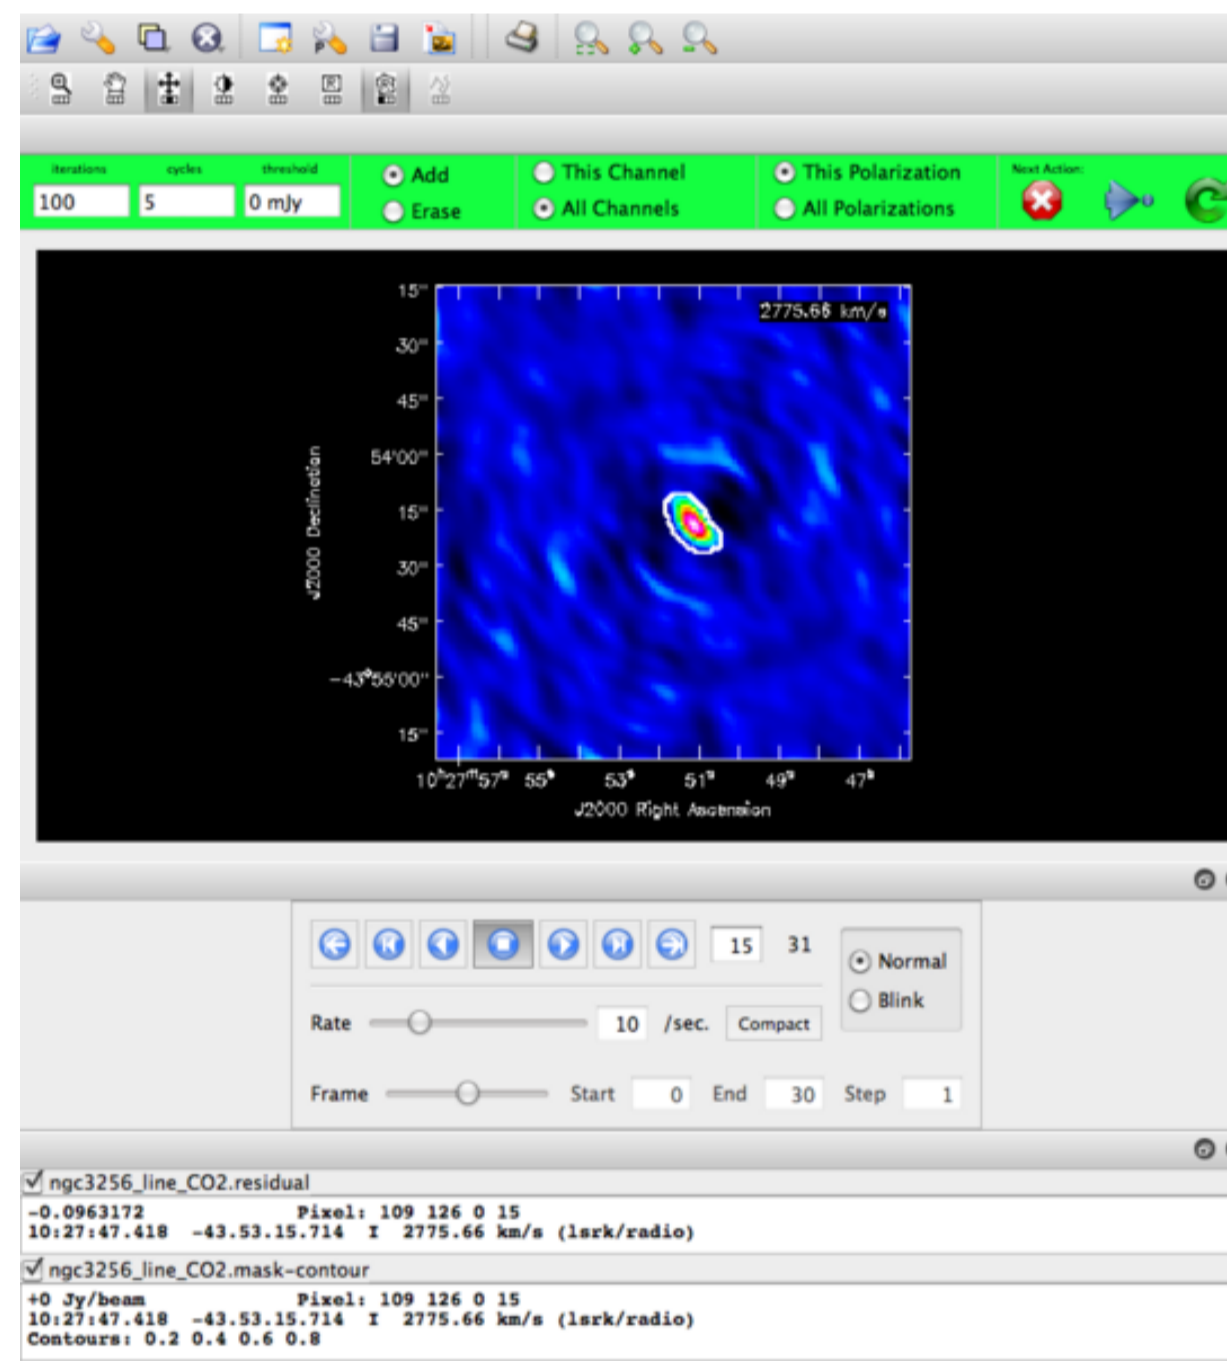 iterations cycles threshold
100 5 0 mJy
Add
Erase
This Channel
All Channels
This Polarization
All Polarizations
Next Action:
2775.66 km/s
15"
30"
45"
54'00"
15"
30"
45"
-43°55'00"
15"
J2000 Declination
10ʰ27ᵐ57ˢ 55ˢ 53ˢ 51ˢ 49ˢ 47ˢ
J2000 Right Ascension
15 31
Normal
Blink
Rate 10 /sec. Compact
Frame Start 0 End 30 Step 1
ngc3256_line_CO2.residual
-0.0963172 Pixel: 109 126 0 15
10:27:47.418 -43.53.15.714 I 2775.66 km/s (lsrk/radio)
ngc3256_line_CO2.mask-contour
+0 Jy/beam Pixel: 109 126 0 15
10:27:47.418 -43.53.15.714 I 2775.66 km/s (lsrk/radio)
Contours: 0.2 0.4 0.6 0.8